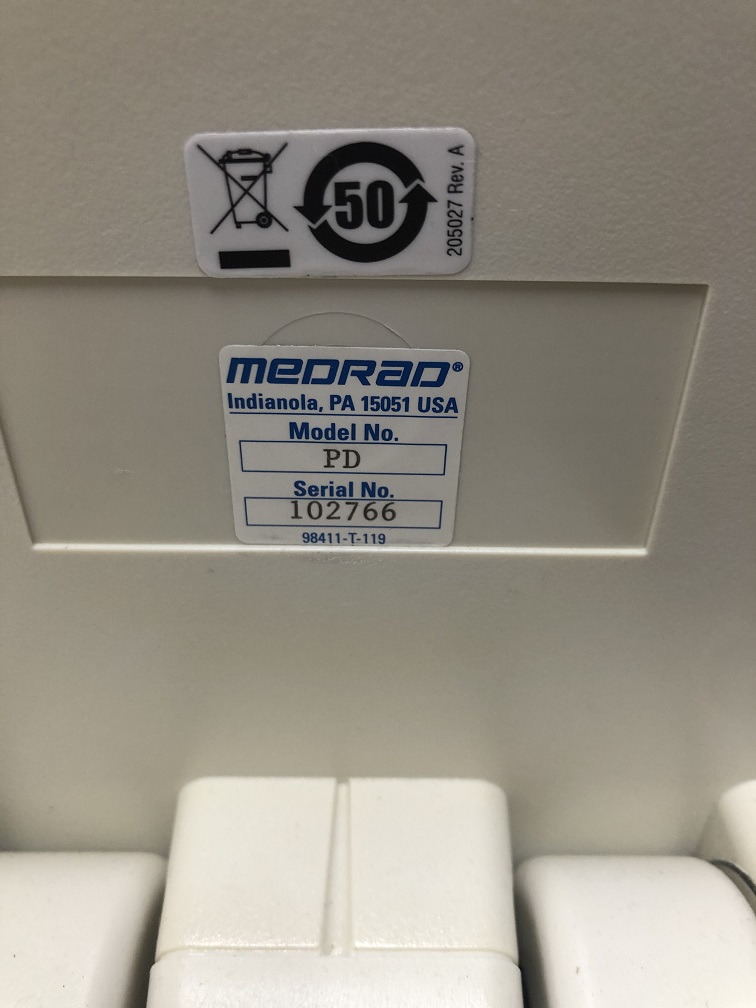 50
205027 Rev. A
MEDRAD®
Indianola, PA 15051 USA
Model No.
PD
Serial No.
102766
98411-T-119